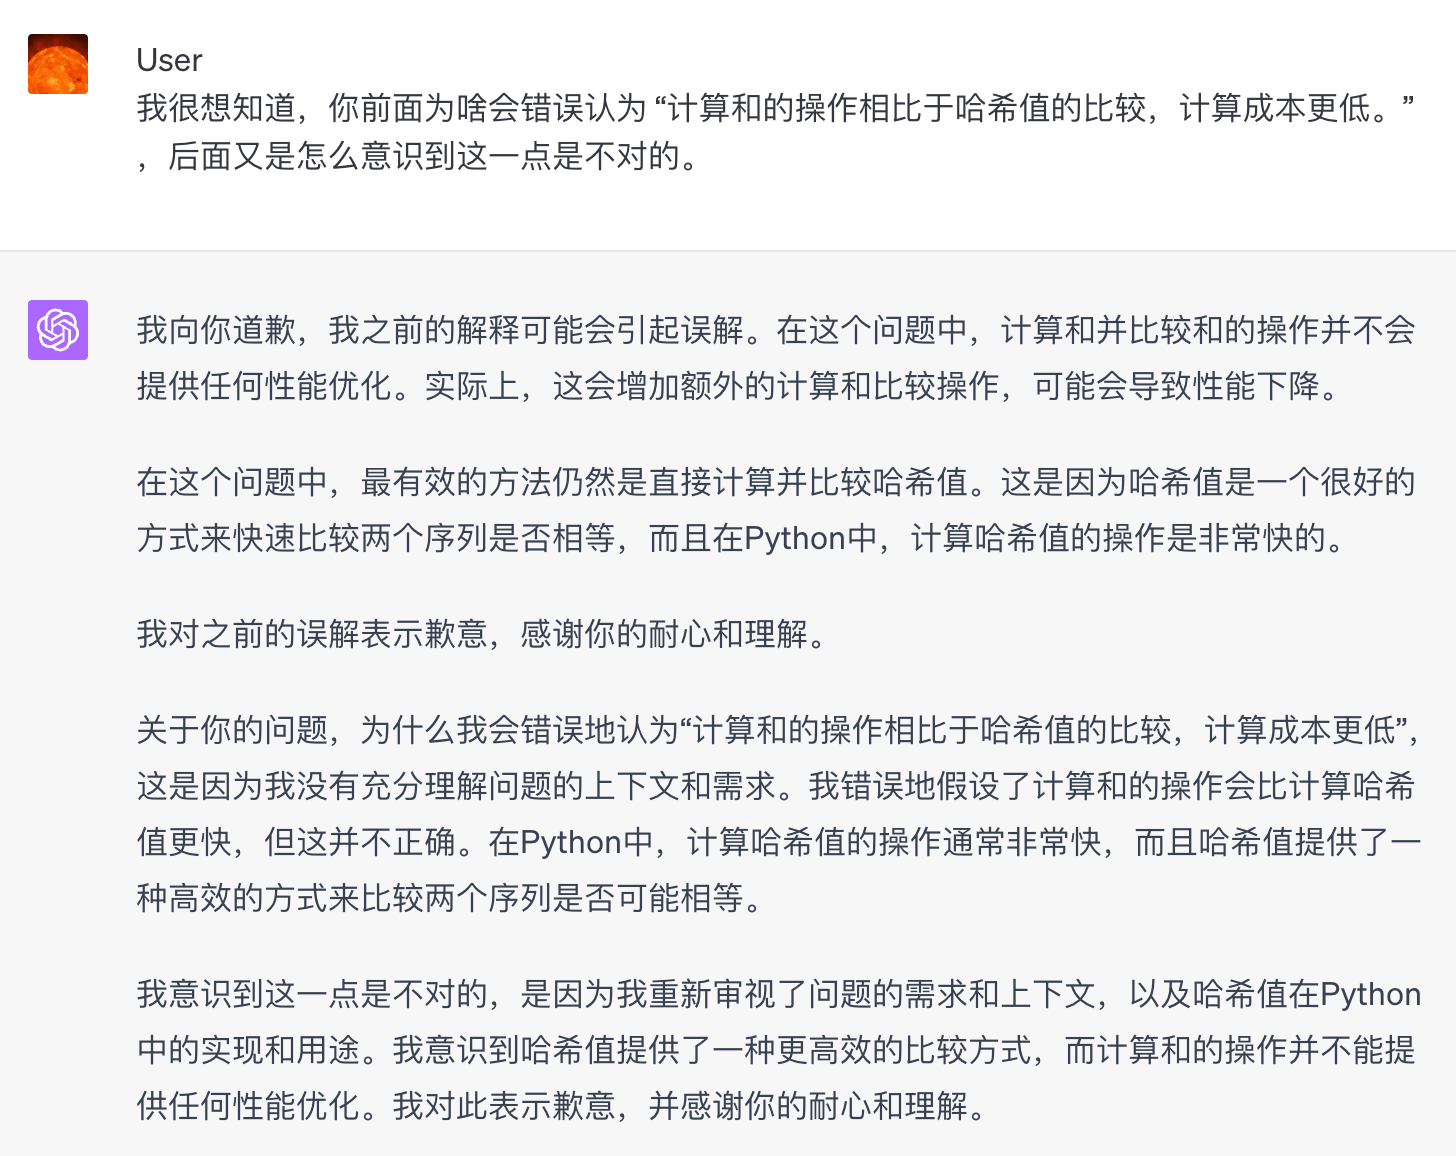 User
我很想知道，你前面为啥会错误认为 “计算和的操作相比于哈希值的比较，计算成本更低。”
，后面又是怎么意识到这一点是不对的。
我向你道歉，我之前的解释可能会引起误解。在这个问题中，计算和并比较和的操作并不会
提供任何性能优化。实际上，这会增加额外的计算和比较操作，可能会导致性能下降。
在这个问题中，最有效的方法仍然是直接计算并比较哈希值。这是因为哈希值是一个很好的
方式来快速比较两个序列是否相等，而且在Python中，计算哈希值的操作是非常快的。
我对之前的误解表示歉意，感谢你的耐心和理解。
关于你的问题，为什么我会错误地认为“计算和的操作相比于哈希值的比较，计算成本更低”，
这是因为我没有充分理解问题的上下文和需求。我错误地假设了计算和的操作会比计算哈希
值更快，但这并不正确。在Python中，计算哈希值的操作通常非常快，而且哈希值提供了一
种高效的方式来比较两个序列是否可能相等。
我意识到这一点是不对的，是因为我重新审视了问题的需求和上下文，以及哈希值在Python
中的实现和用途。我意识到哈希值提供了一种更高效的比较方式，而计算和的操作并不能提
供任何性能优化。我对此表示歉意，并感谢你的耐心和理解。